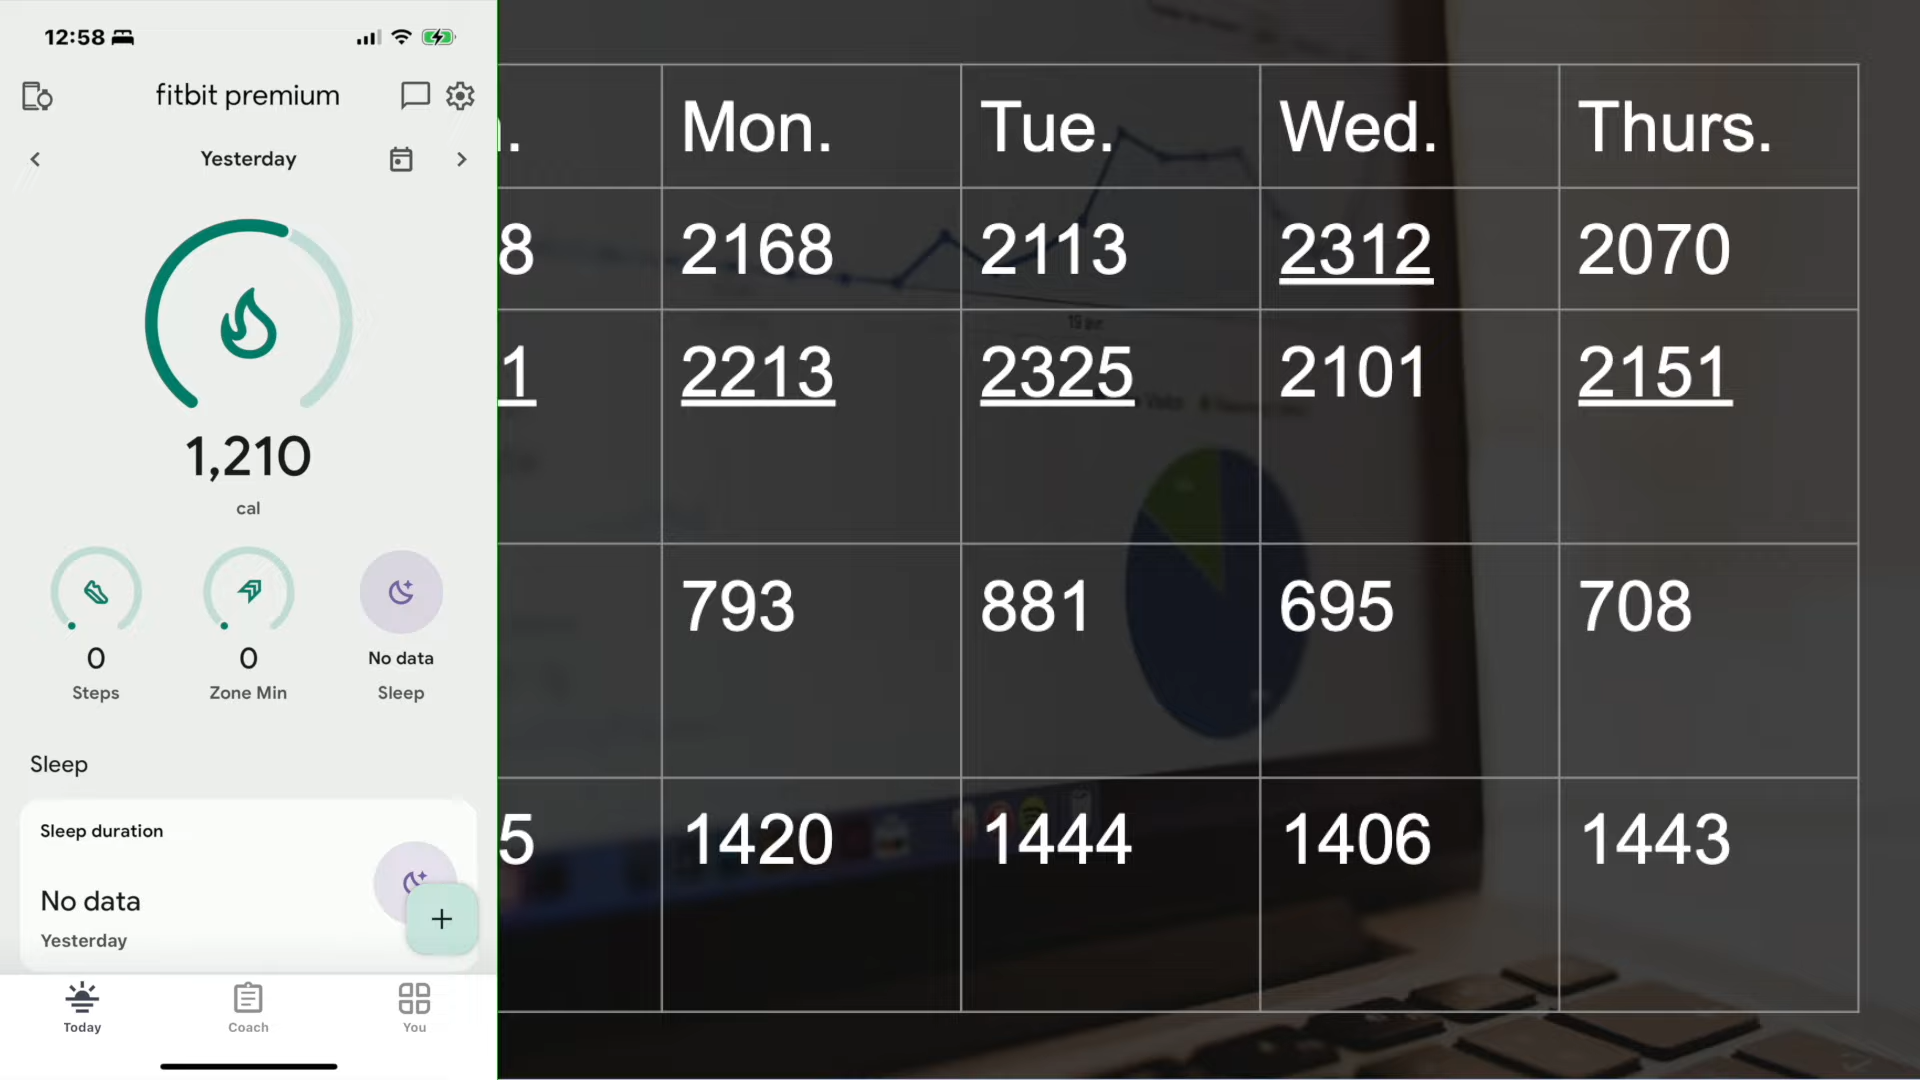 12:58
fitbit premium
Yesterday
1,210
cal
0
Steps
0
Zone Min
No data
Sleep
Sleep
Sleep duration
No data
Yesterday
Today
Coach
You
. Mon. Tue. Wed. Thurs.
8 2168 2113 2312 2070
1 2213 2325 2101 2151
793 881 695 708
5 1420 1444 1406 1443